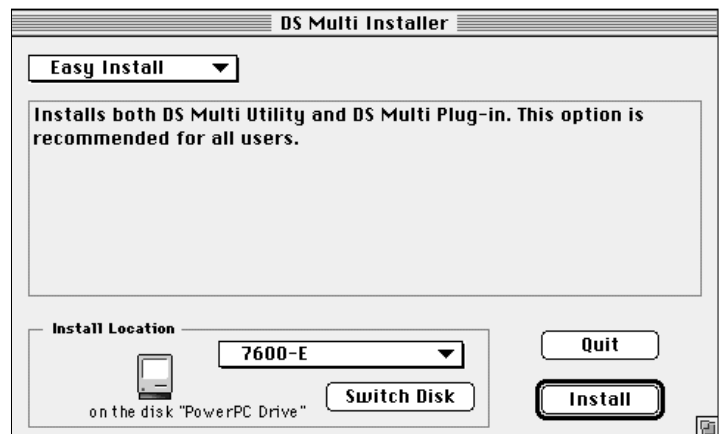 DS Multi Installer
Easy Install
Installs both DS Multi Utility and DS Multi Plug-in. This option is
recommended for all users.
Install Location
7600-E
on the disk "PowerPC Drive"
Switch Disk
Quit
Install